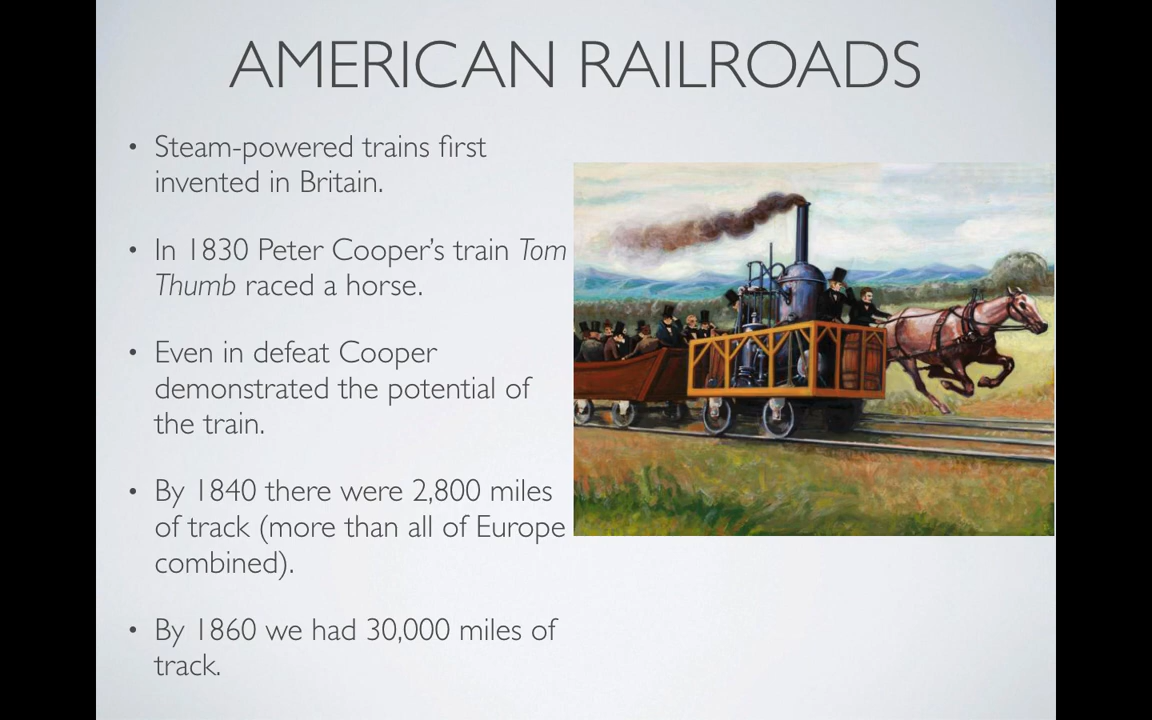 AMERICAN RAILROADS
• Steam-powered trains first
invented in Britain.
• In 1830 Peter Cooper's train Tom
Thumb raced a horse.
• Even in defeat Cooper
demonstrated the potential of
the train.
• By 1840 there were 2,800 miles
of track (more than all of Europe
combined).
• By 1860 we had 30,000 miles of
track.